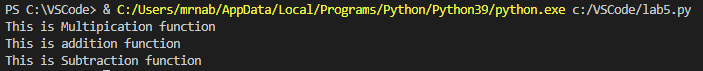 PS C:\VSCode> & C:/Users/mrnab/AppData/Local/Programs/Python/Python39/python.exe c:/VSCode/lab5.py
This is Multipication function
This is addition function
This is Subtraction function